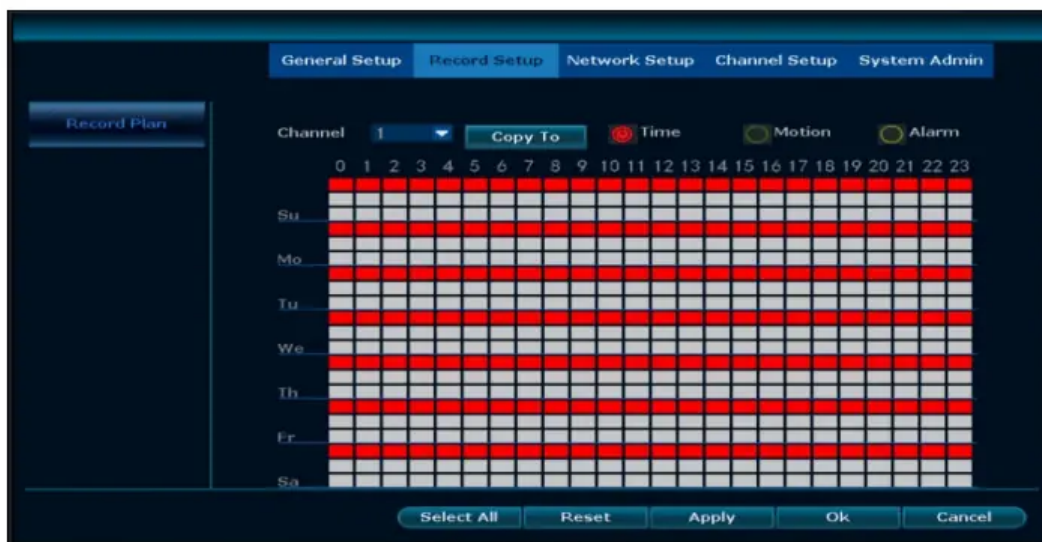 General Setup Record Setup Network Setup Channel Setup System Admin
Record Plan
Channel 1 Copy To Time Motion Alarm
0 1 2 3 4 5 6 7 8 9 10 11 12 13 14 15 16 17 18 19 20 21 22 23
Su
Mo
Tu
We
Th
Fr
Sa
Select All Reset Apply Ok Cancel